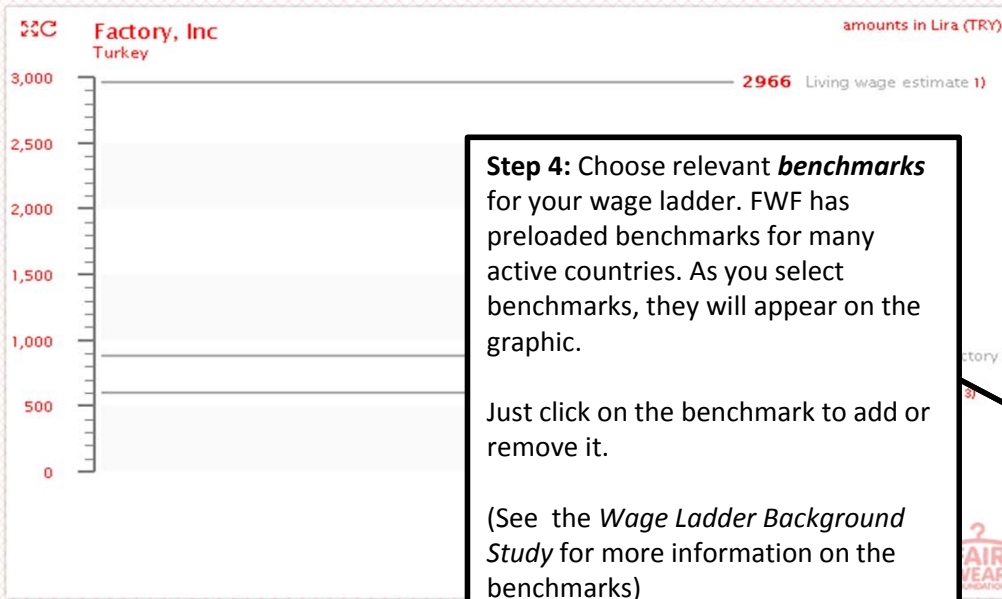 Factory, Inc
amounts in Lira (TRY)
Turkey
3,000
2966 Living wage estimate 1)
2,500
2,000
1,500
1,000
500
0
Step 4: Choose relevant benchmarks
for your wage ladder. FWF has
preloaded benchmarks for many
active countries. As you select
benchmarks, they will appear on the
graphic.
Just click on the benchmark to add or
remove it.
(See the Wage Ladder Background
Study for more information on the
benchmarks)
3)